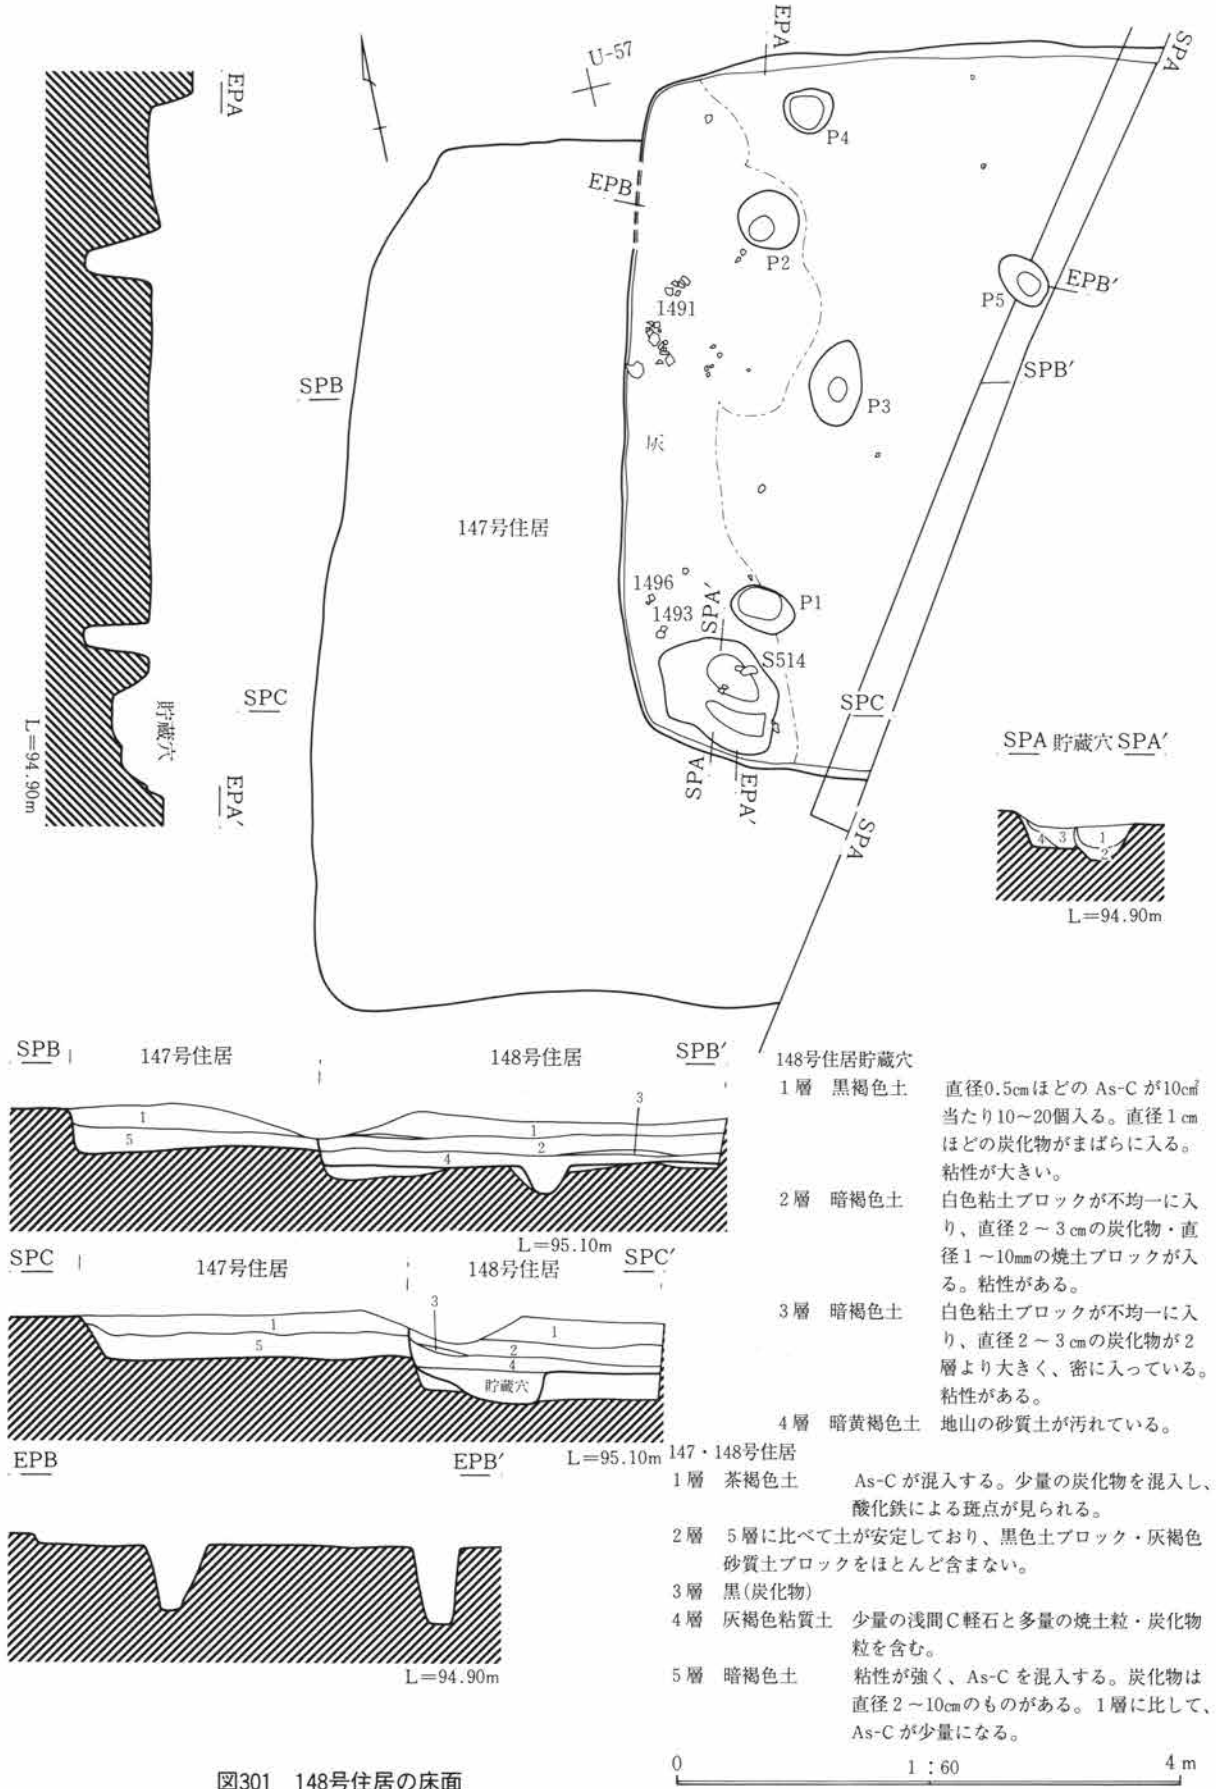 EPA
U-57
SPA
EPA
P4
EPB
P2
P5
EPB′
1491
SPB
SPB′
P3
灰
147号住居
1496
1493
SPA′
P1
S514
SPC
貯蔵穴
SPC
L=94.90m
EPA′
SPA
EPA′
SPA
SPA 貯蔵穴 SPA′
4 3 1
2
L=94.90m
SPB 147号住居 148号住居 SPB′
3
1
1
5
2
4
L=95.10m
SPC 147号住居 148号住居 SPC′
3
1
1
2
5
4
貯蔵穴
L=95.10m
EPB EPB′
L=94.90m
148号住居貯蔵穴
1層 黒褐色土 直径0.5㎝ほどの As-C が10㎠
当たり10～20個入る。直径1㎝
ほどの炭化物がまばらに入る。
粘性が大きい。
2層 暗褐色土 白色粘土ブロックが不均一に入
り、直径2～3㎝の炭化物・直
径1～10㎜の焼土ブロックが入
る。粘性がある。
3層 暗褐色土 白色粘土ブロックが不均一に入
り、直径2～3㎝の炭化物が2
層より大きく、密に入っている。
粘性がある。
4層 暗黄褐色土 地山の砂質土が汚れている。
147・148号住居
1層 茶褐色土 As-C が混入する。少量の炭化物を混入し、
酸化鉄による斑点が見られる。
2層 5層に比べて土が安定しており、黒色土ブロック・灰褐色
砂質土ブロックをほとんど含まない。
3層 黒(炭化物)
4層 灰褐色粘質土 少量の浅間C軽石と多量の焼土粒・炭化物
粒を含む。
5層 暗褐色土 粘性が強く、As-C を混入する。炭化物は
直径2～10㎝のものがある。1層に比して、
As-C が少量になる。
0 1：60 4m
図301 148号住居の床面